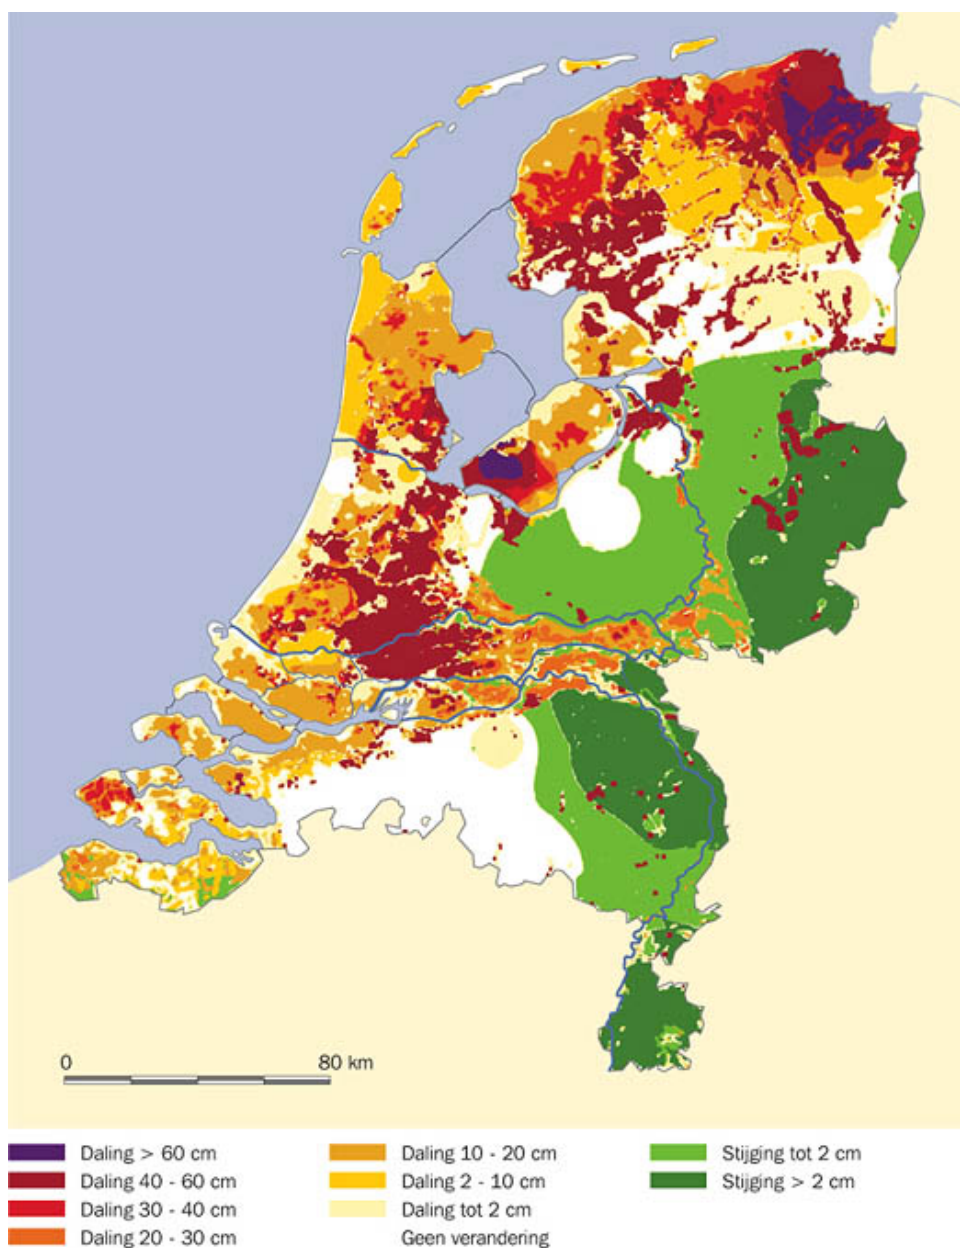 0 80 km
Daling > 60 cm
Daling 40 - 60 cm
Daling 30 - 40 cm
Daling 20 - 30 cm
Daling 10 - 20 cm
Daling 2 - 10 cm
Daling tot 2 cm
Geen verandering
Stijging tot 2 cm
Stijging > 2 cm